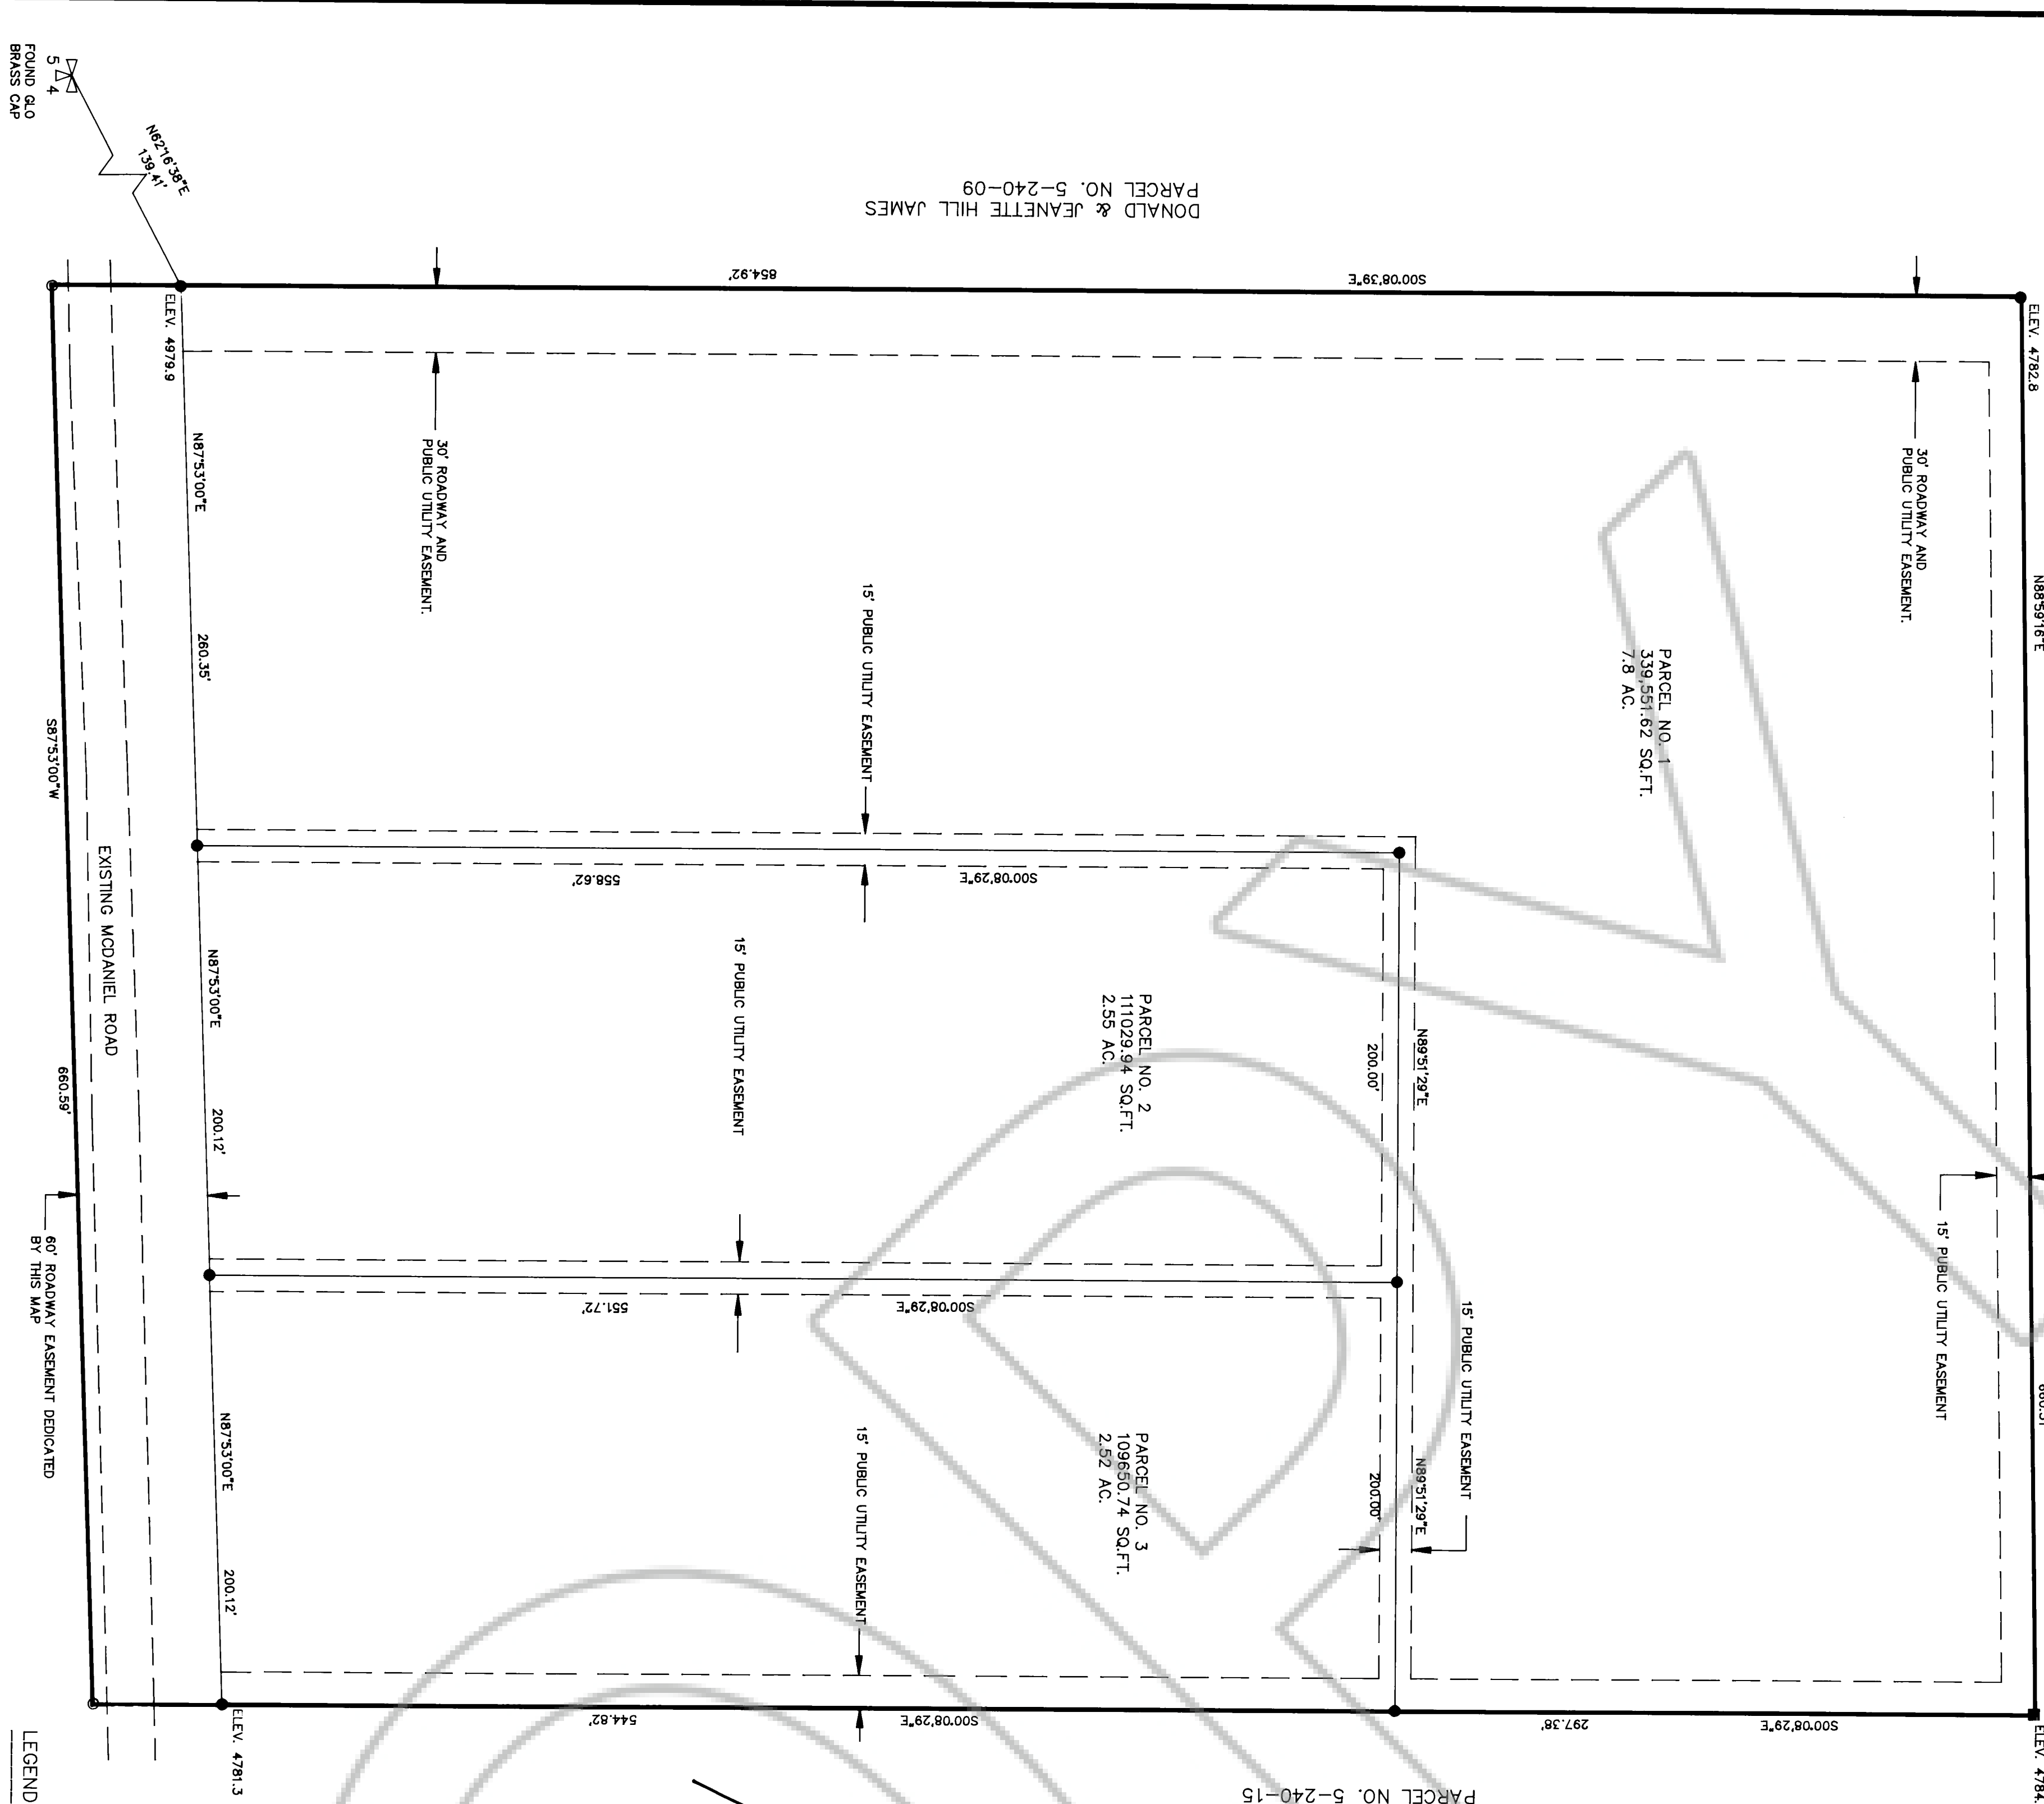 FOUND GLO
BRASS CAP
5 4
N62°16'38"E
139.41'
DONALD & JEANETTE HILL JAMES
PARCEL NO. 5-240-09
854.92'
S00°08'39"E
ELEV. 4979.9
ELEV. 4782.8
N88°59'16"E
30' ROADWAY AND
PUBLIC UTILITY EASEMENT.
30' ROADWAY AND
PUBLIC UTILITY EASEMENT.
N87°53'00"E
260.35'
15' PUBLIC UTILITY EASEMENT
PARCEL NO. 1
339,551.62 SQ.FT.
7.8 AC.
S87°53'00"W
660.59'
EXISTING MCDANIEL ROAD
558.62'
S00°08'29"E
N87°53'00"E
200.12'
15' PUBLIC UTILITY EASEMENT
PARCEL NO. 2
111029.94 SQ.FT.
2.55 AC.
N89°51'29"E
200.00'
15' PUBLIC UTILITY EASEMENT
60' ROADWAY EASEMENT DEDICATED
BY THIS MAP
551.72'
S00°08'29"E
15' PUBLIC UTILITY EASEMENT
N87°53'00"E
200.12'
15' PUBLIC UTILITY EASEMENT
PARCEL NO. 3
109650.74 SQ.FT.
2.52 AC.
N89°51'29"E
200.00'
544.82'
S00°08'29"E
297.38'
S00°08'29"E
ELEV. 4781.3
ELEV.
PARCEL NO. 5-240-15
LEGEND